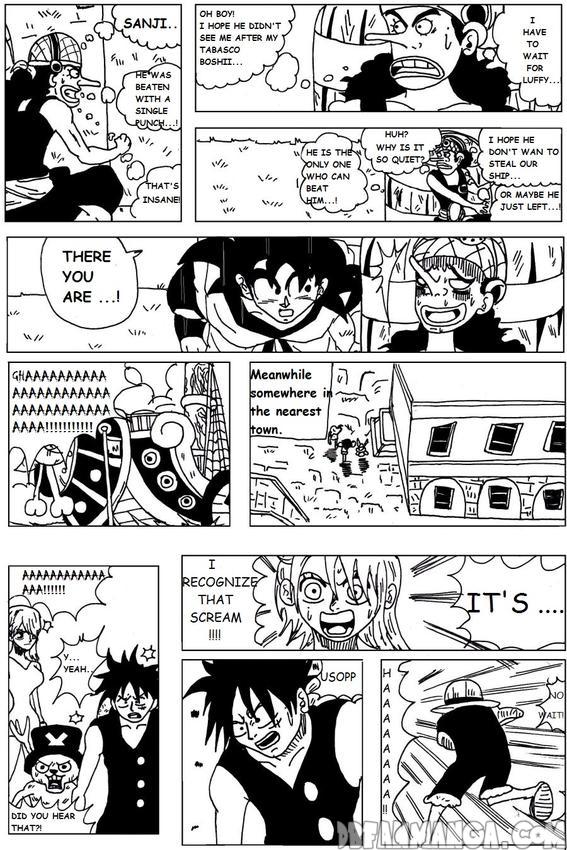 SANJI..
HE WAS
BEATEN
WITH A
SINGLE
PUNCH...!
THAT'S
INSANE!
OH BOY!
I HOPE HE DIDN'T
SEE ME AFTER MY
TABASCO
BOSHII...
I
HAVE
TO
WAIT
FOR
LUFFY...!
I HOPE HE
DON'T WAN TO
STEAL OUR
SHIP...
OR MAYBE HE
JUST LEFT...!
HUH?
WHY IS IT
SO QUIET?
HE IS THE
ONLY ONE
WHO CAN
BEAT
HIM...!
THERE
YOU
ARE ...!
GHAAAAAAAAAA
AAAAAAAAAAAA
AAAAAAAAAAAA
AAAA!!!!!!!!!!!
Meanwhile
somewhere in
the nearest
town.
AAAAAAAAAAAA
AAA!!!!!!
Y...
YEAH..
DID YOU HEAR
THAT?!
I
RECOGNIZE
THAT
SCREAM
!!!!
IT'S ....
USOPP
H
A
A
A
A
A
A
A
!!
NO
WAIT!
DBFACMANGA.COM